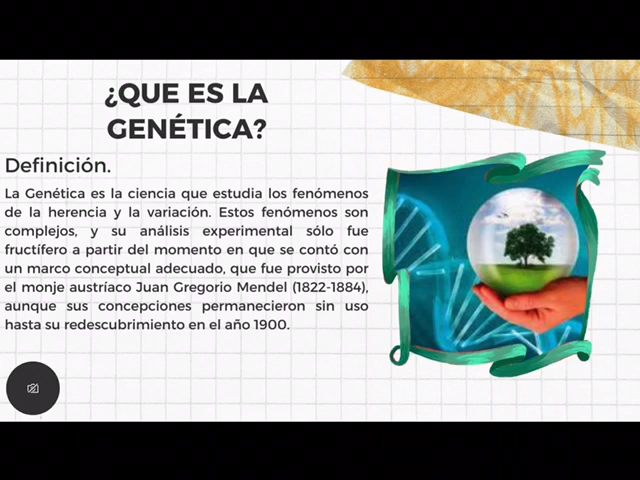 ¿QUE ES LA
GENÉTICA?
Definición.
La Genética es la ciencia que estudia los fenómenos
de la herencia y la variación. Estos fenómenos son
complejos, y su análisis experimental sólo fue
fructífero a partir del momento en que se contó con
un marco conceptual adecuado, que fue provisto por
el monje austríaco Juan Gregorio Mendel (1822-1884),
aunque sus concepciones permanecieron sin uso
hasta su redescubrimiento en el año 1900.